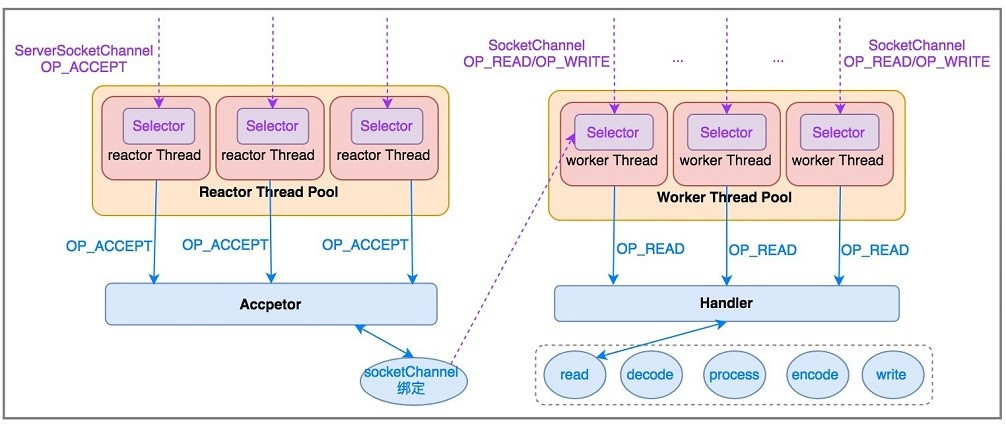 ServerSocketChannel
OP_ACCEPT
Selector
reactor Thread
Selector
reactor Thread
Selector
reactor Thread
Reactor Thread Pool
OP_ACCEPT
OP_ACCEPT
OP_ACCEPT
Accpetor
socketChannel
绑定
SocketChannel
OP_READ/OP_WRITE
...
...
SocketChannel
OP_READ/OP_WRITE
Selector
worker Thread
Selector
worker Thread
Selector
worker Thread
Worker Thread Pool
OP_READ
OP_READ
OP_READ
Handler
read
decode
process
encode
write